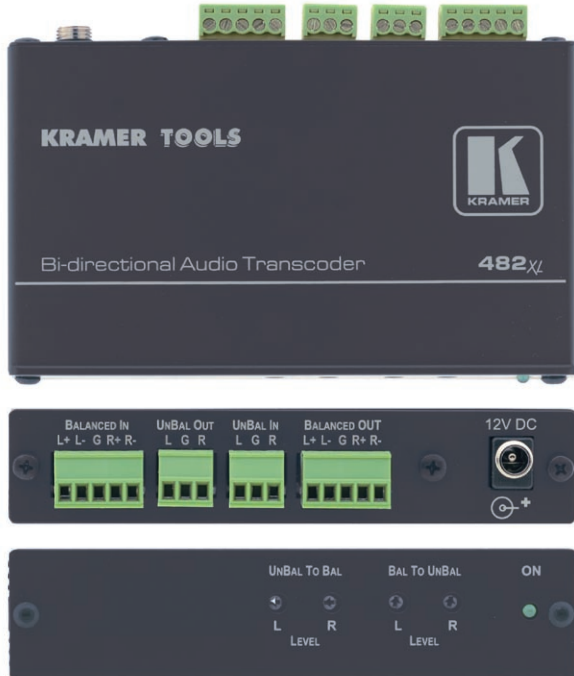 KRAMER TOOLS
KRAMER
Bi-directional Audio Transcoder 482XL
BALANCED IN UNBAL OUT UNBAL IN BALANCED OUT 12V DC
L+ L- G R+ R- L G R L G R L+ L- G R+ R-
+
UNBAL TO BAL BAL TO UNBAL ON
L R L R
LEVEL LEVEL